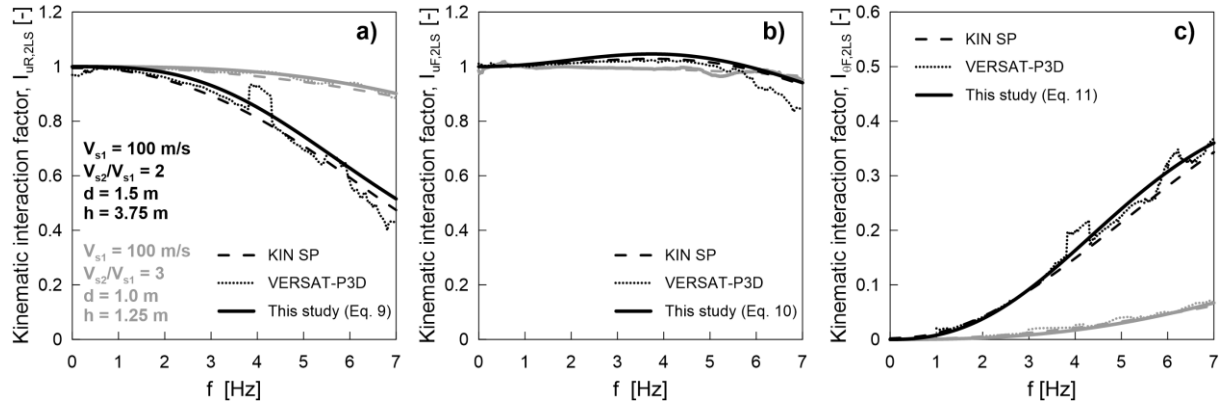 a)
Kinematic interaction factor, I_uR,2LS [-]
1.2
1
0.8
0.6
0.4
0.2
0
V_s1 = 100 m/s
V_s2/V_s1 = 2
d = 1.5 m
h = 3.75 m
V_s1 = 100 m/s
V_s2/V_s1 = 3
d = 1.0 m
h = 1.25 m
KIN SP
VERSAT-P3D
This study (Eq. 9)
0 1 2 3 4 5 6 7
f [Hz]
b)
Kinematic interaction factor, I_uF,2LS [-]
1.2
1
0.8
0.6
0.4
0.2
0
KIN SP
VERSAT-P3D
This study (Eq. 10)
0 1 2 3 4 5 6 7
f [Hz]
c)
Kinematic interaction factor, I_θF,2LS [-]
0.6
0.5
0.4
0.3
0.2
0.1
0
KIN SP
VERSAT-P3D
This study (Eq. 11)
0 1 2 3 4 5 6 7
f [Hz]